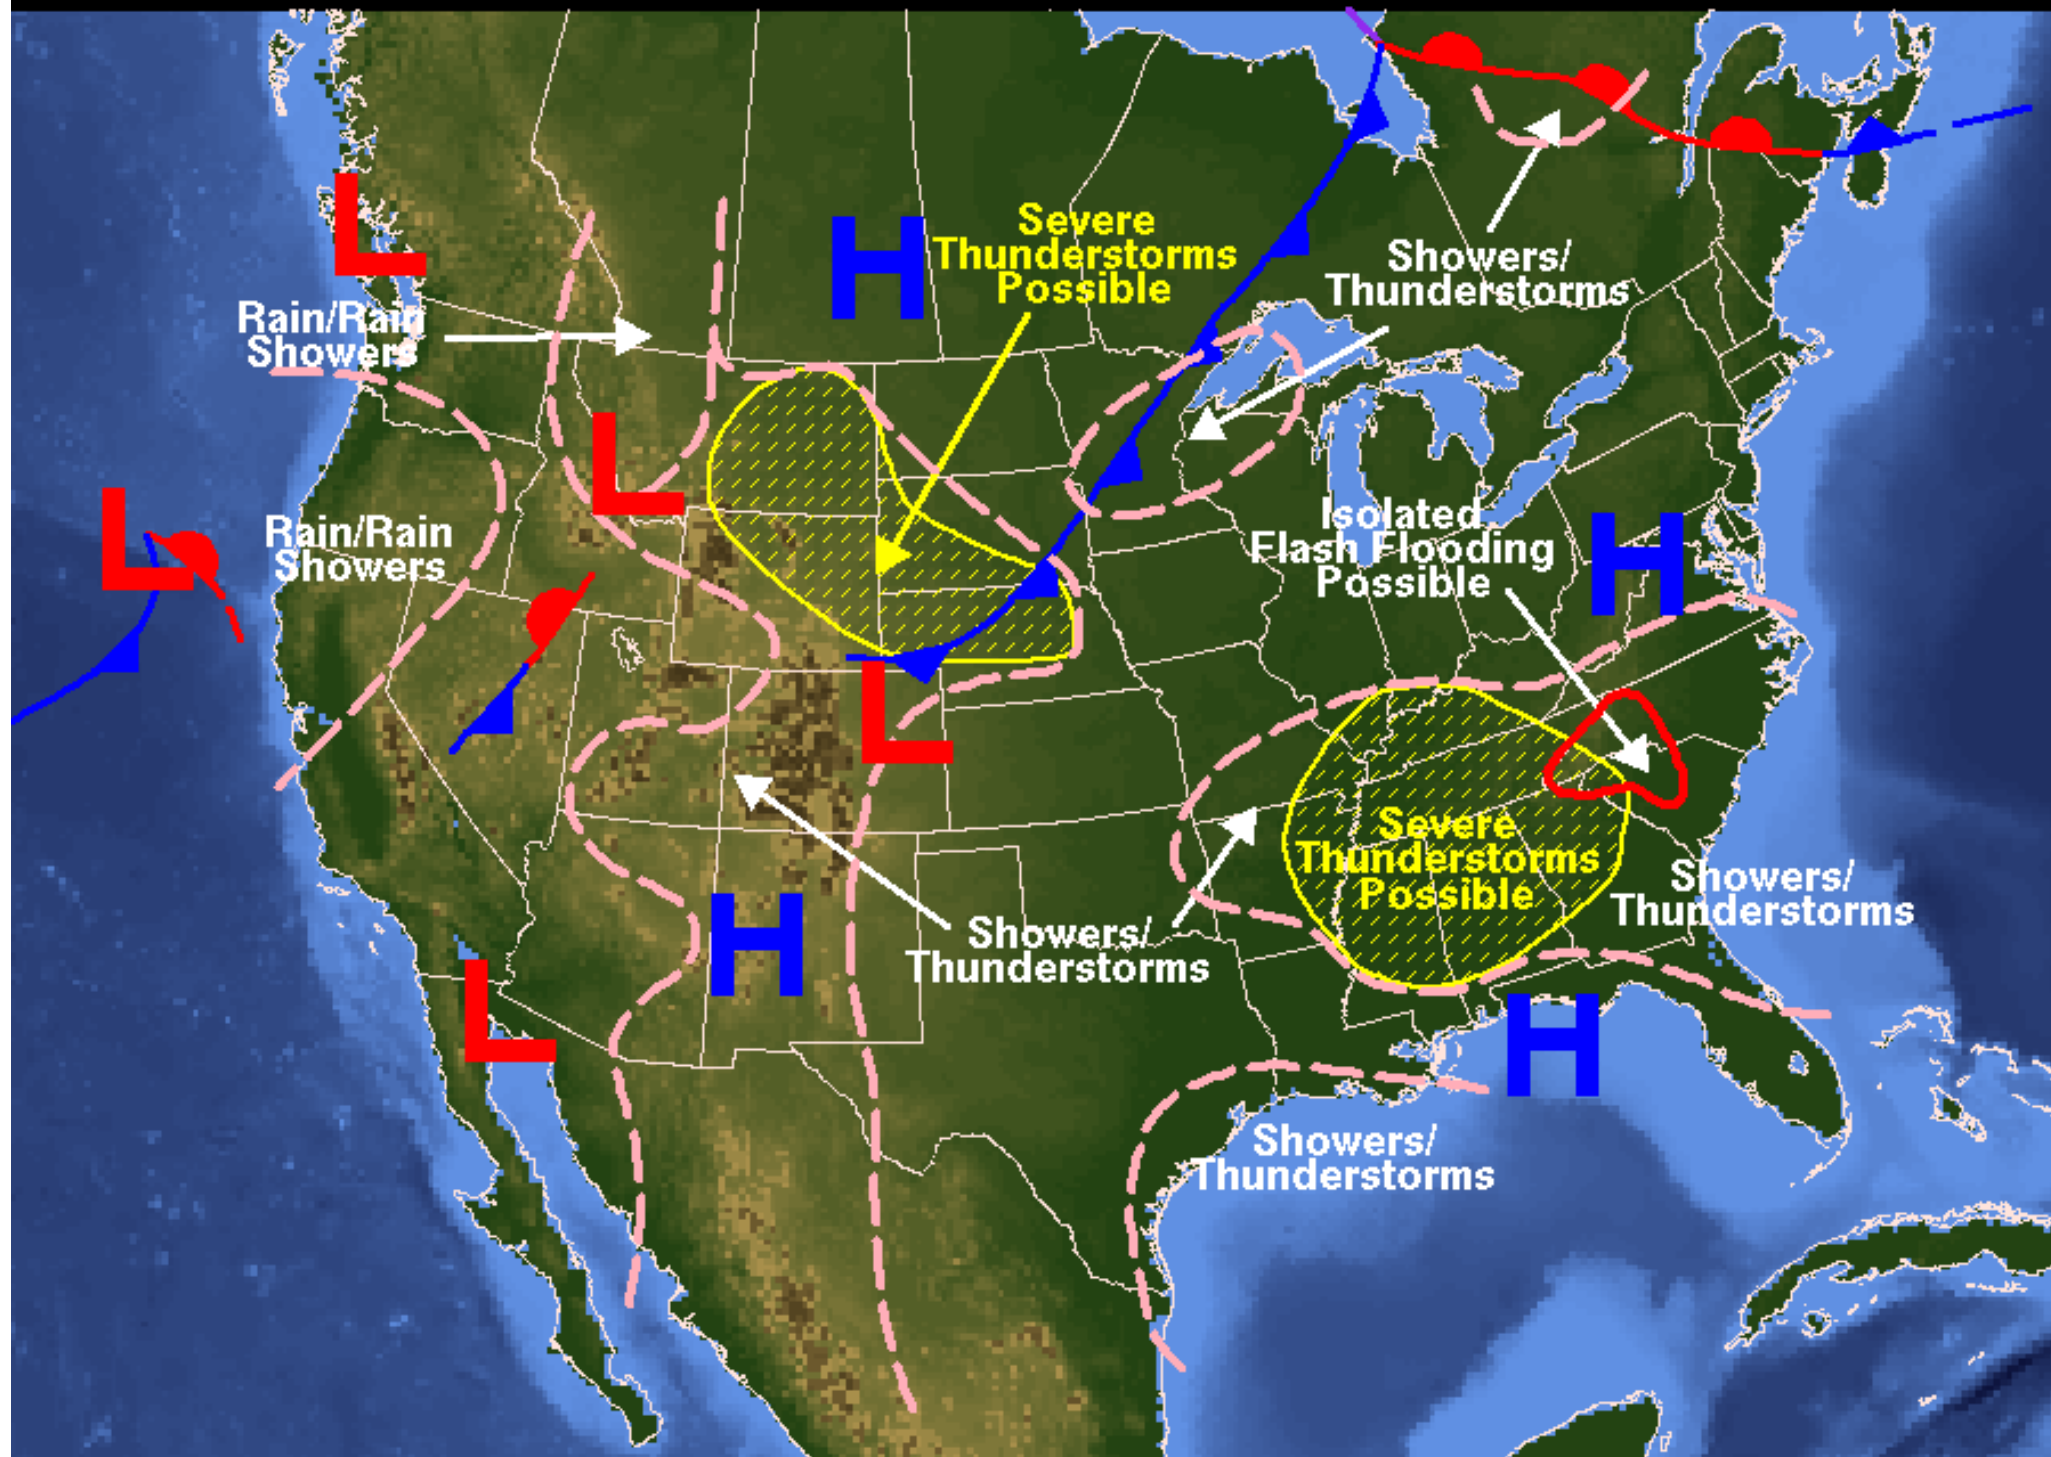 L
H
Severe
Thunderstorms
Possible
Showers/
Thunderstorms
Rain/Rain
Showers
L
L
Rain/Rain
Showers
Isolated
Flash Flooding
Possible
H
L
Severe
Thunderstorms
Possible
Showers/
Thunderstorms
H
Showers/
Thunderstorms
L
H
Showers/
Thunderstorms